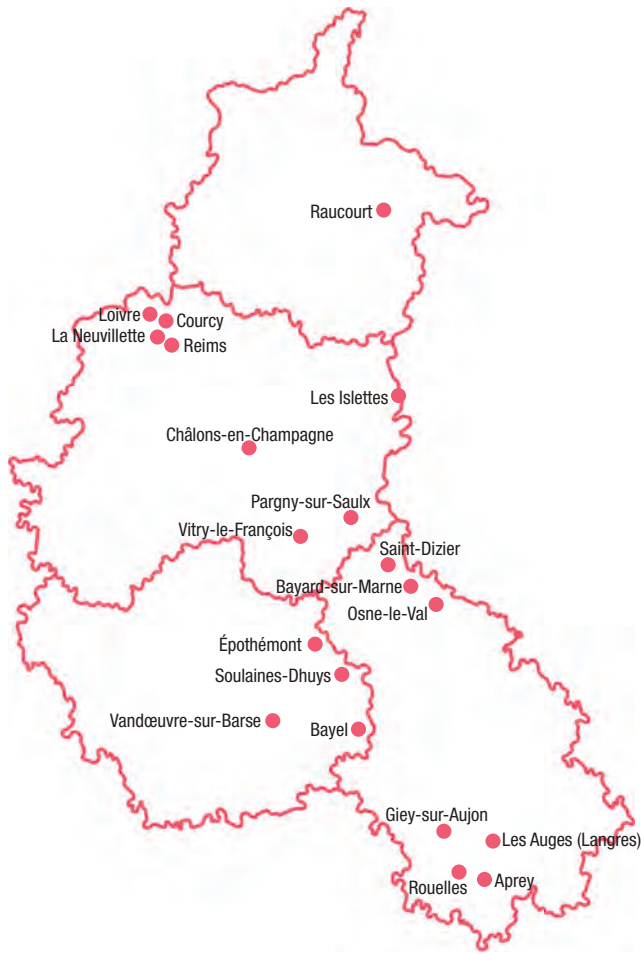 Raucourt
Loivre
Courcy
La Neuvillette
Reims
Les Islettes
Châlons-en-Champagne
Pargny-sur-Saulx
Vitry-le-François
Saint-Dizier
Bayard-sur-Marne
Osne-le-Val
Épothémont
Soulaines-Dhuys
Vandœuvre-sur-Barse
Bayel
Giey-sur-Aujon
Les Auges (Langres)
Rouelles
Aprey